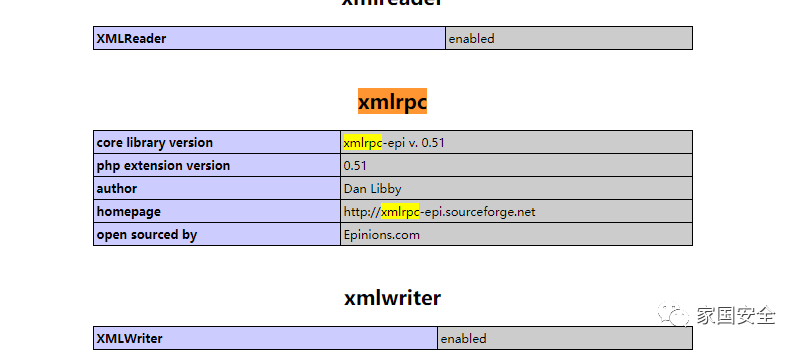 xmlreader
XMLReader enabled
xmlrpc
core library version xmlrpc-epi v. 0.51
php extension version 0.51
author Dan Libby
homepage http://xmlrpc-epi.sourceforge.net
open sourced by Epinions.com
xmlwriter
XMLWriter enabled
家国安全